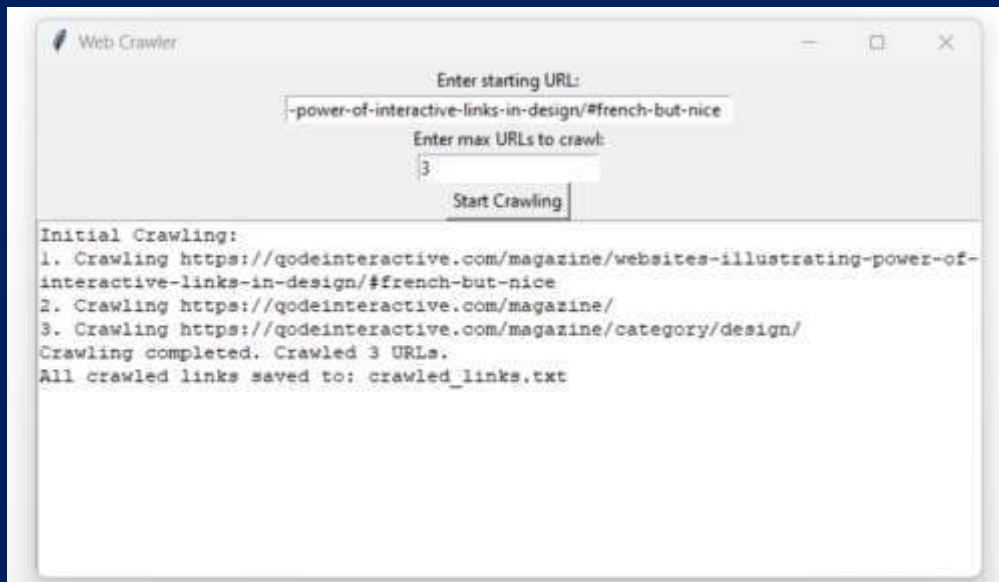 Web Crawler
Enter starting URL:
-power-of-interactive-links-in-design/#french-but-nice
Enter max URLs to crawl:
3
Start Crawling
Initial Crawling:
1. Crawling https://qodeinteractive.com/magazine/websites-illustrating-power-of-
interactive-links-in-design/#french-but-nice
2. Crawling https://qodeinteractive.com/magazine/
3. Crawling https://qodeinteractive.com/magazine/category/design/
Crawling completed. Crawled 3 URLs.
All crawled links saved to: crawled_links.txt